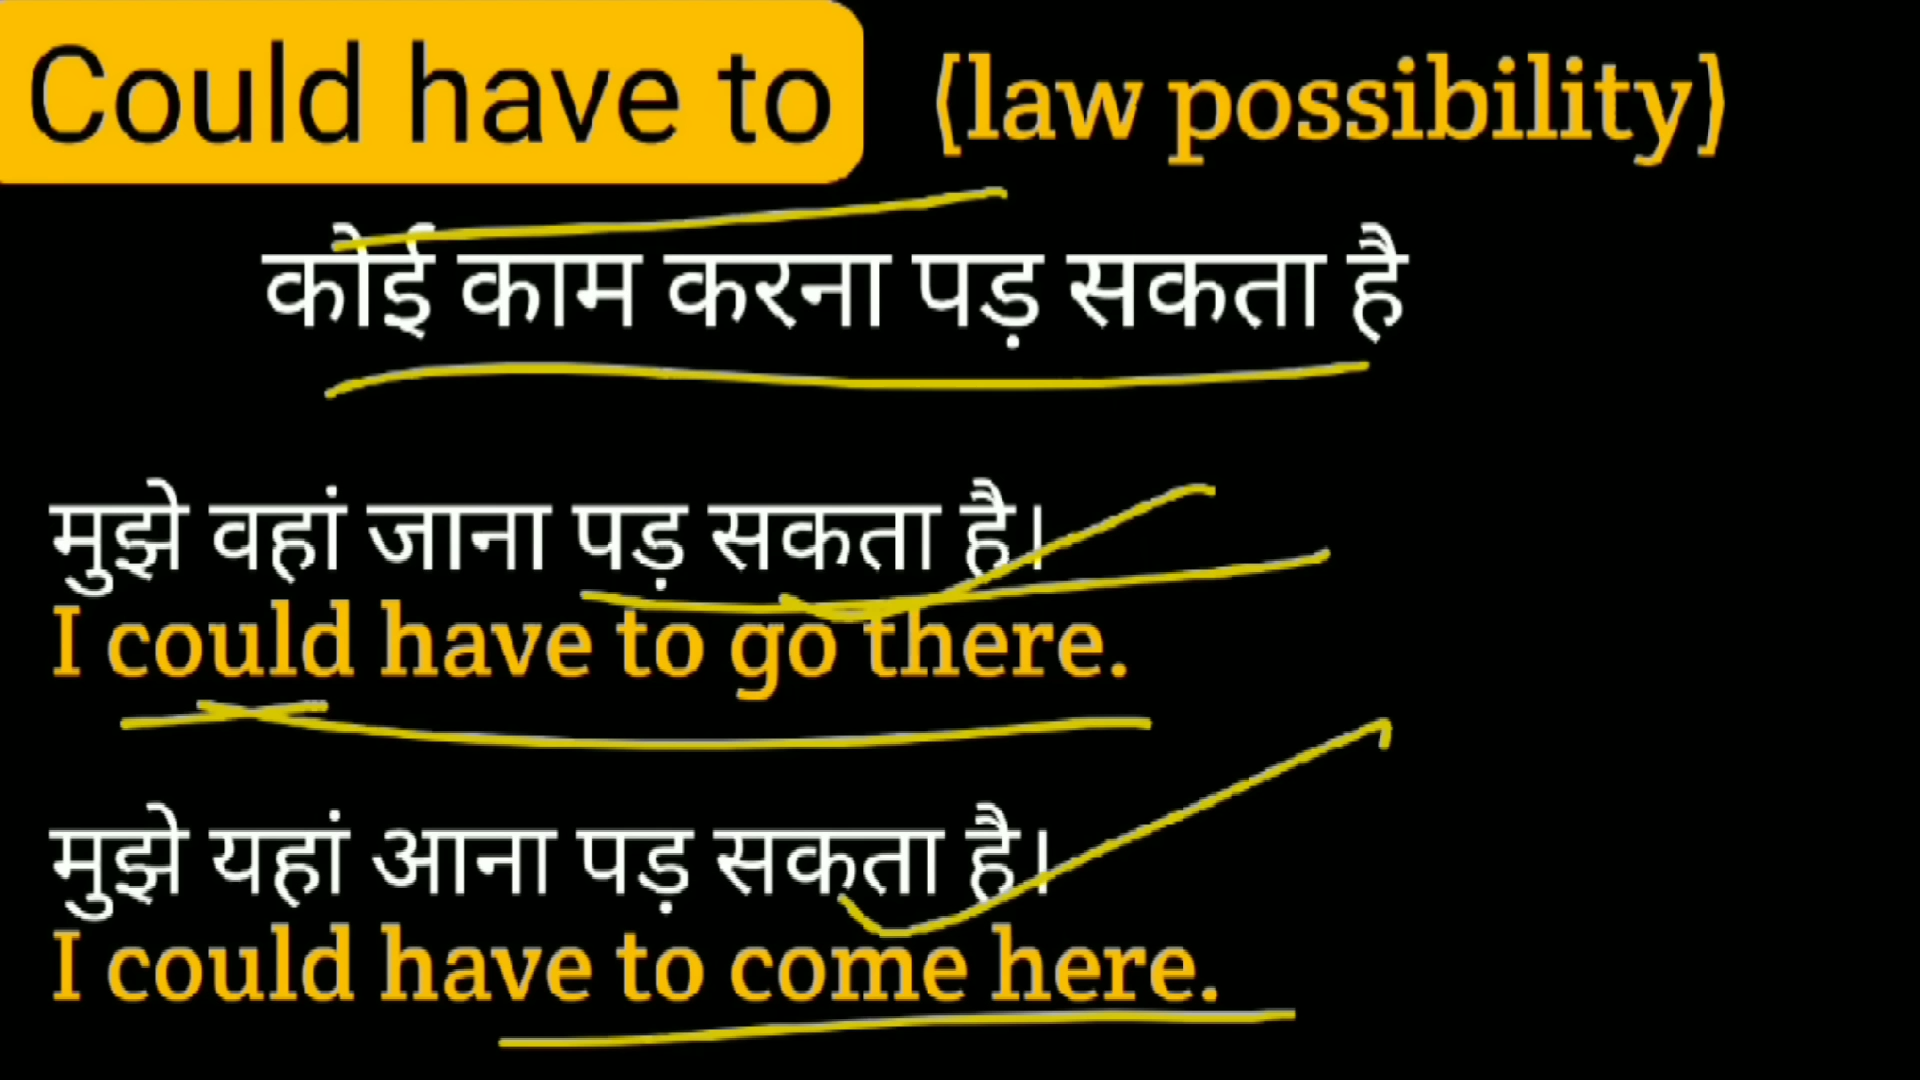 Could have to (law possibility)
कोई काम करना पड़ सकता है
मुझे वहां जाना पड़ सकता है।
I could have to go there.
मुझे यहां आना पड़ सकता है।
I could have to come here.